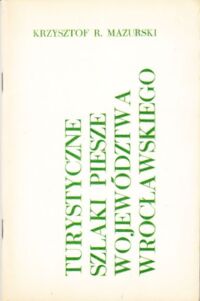 KRZYSZTOF R. MAZURSKI
TURYSTYCZNE
SZLAKI PIESZE
WOJEWÓDZTWA
WROCŁAWSKIEGO